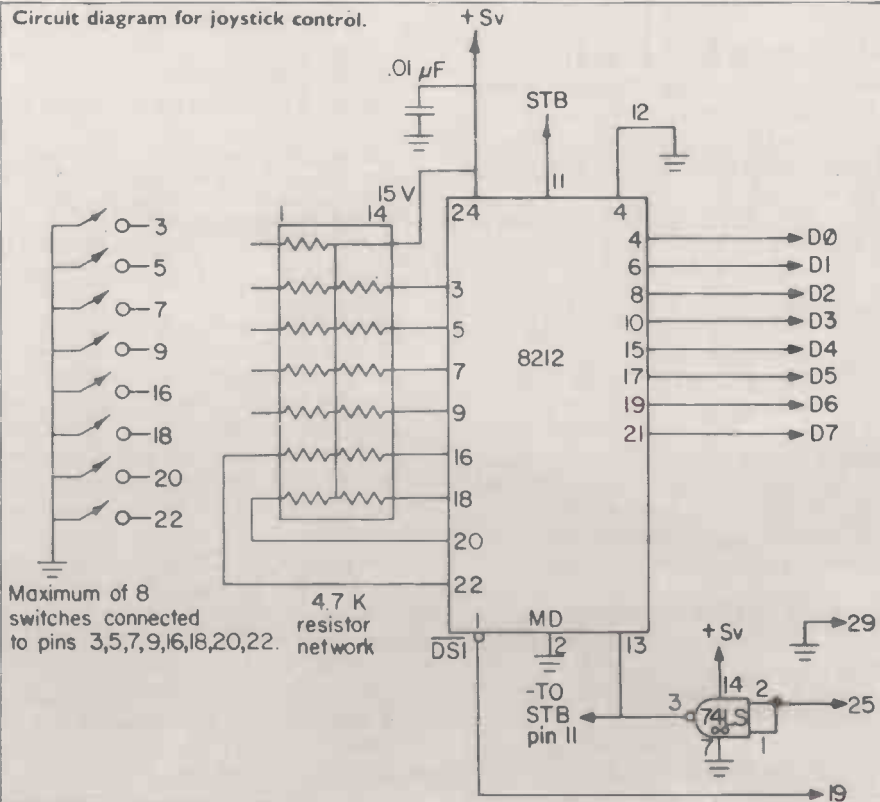 Circuit diagram for joystick control.
+ Sv
.01 µF
STB
12
11
15 V
1
14
24
4
3
5
7
9
16
18
20
22
3
5
7
9
16
18
20
22
8212
4
6
8
10
15
17
19
21
D0
D1
D2
D3
D4
D5
D6
D7
Maximum of 8
switches connected
to pins 3,5,7,9,16,18,20,22.
4.7 K
resistor
network
1
MD
DS1
2
13
-TO
STB
pin 11
+ Sv
3
14
2
74LS
7
1
29
25
19